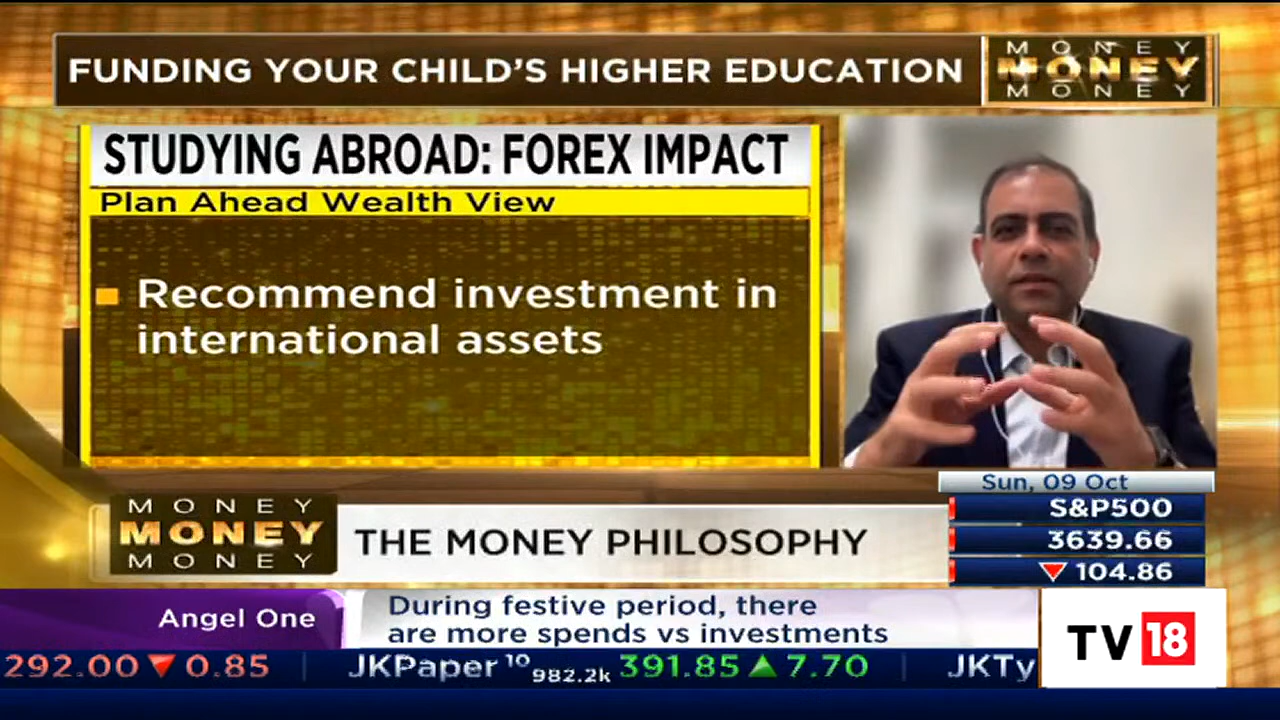 FUNDING YOUR CHILD'S HIGHER EDUCATION
MONEY
MONEY
MONEY
STUDYING ABROAD: FOREX IMPACT
Plan Ahead Wealth View
Recommend investment in
international assets
Sun, 09 Oct
S&P500
3639.66
▼ 104.86
MONEY
MONEY
MONEY
THE MONEY PHILOSOPHY
Angel One
During festive period, there
are more spends vs investments
TV18
292.00 ▼ 0.85 JKPaper 10 982.2k 391.85 ▲ 7.70 JKTy